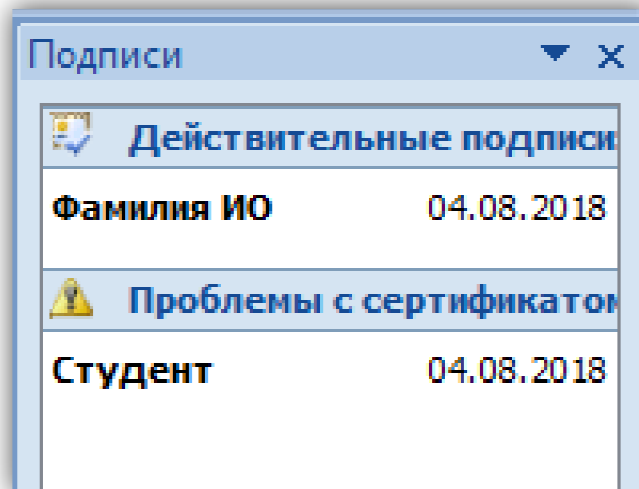 Подписи
Действительные подписи:
Фамилия ИО 04.08.2018
Проблемы с сертификатом
Студент 04.08.2018